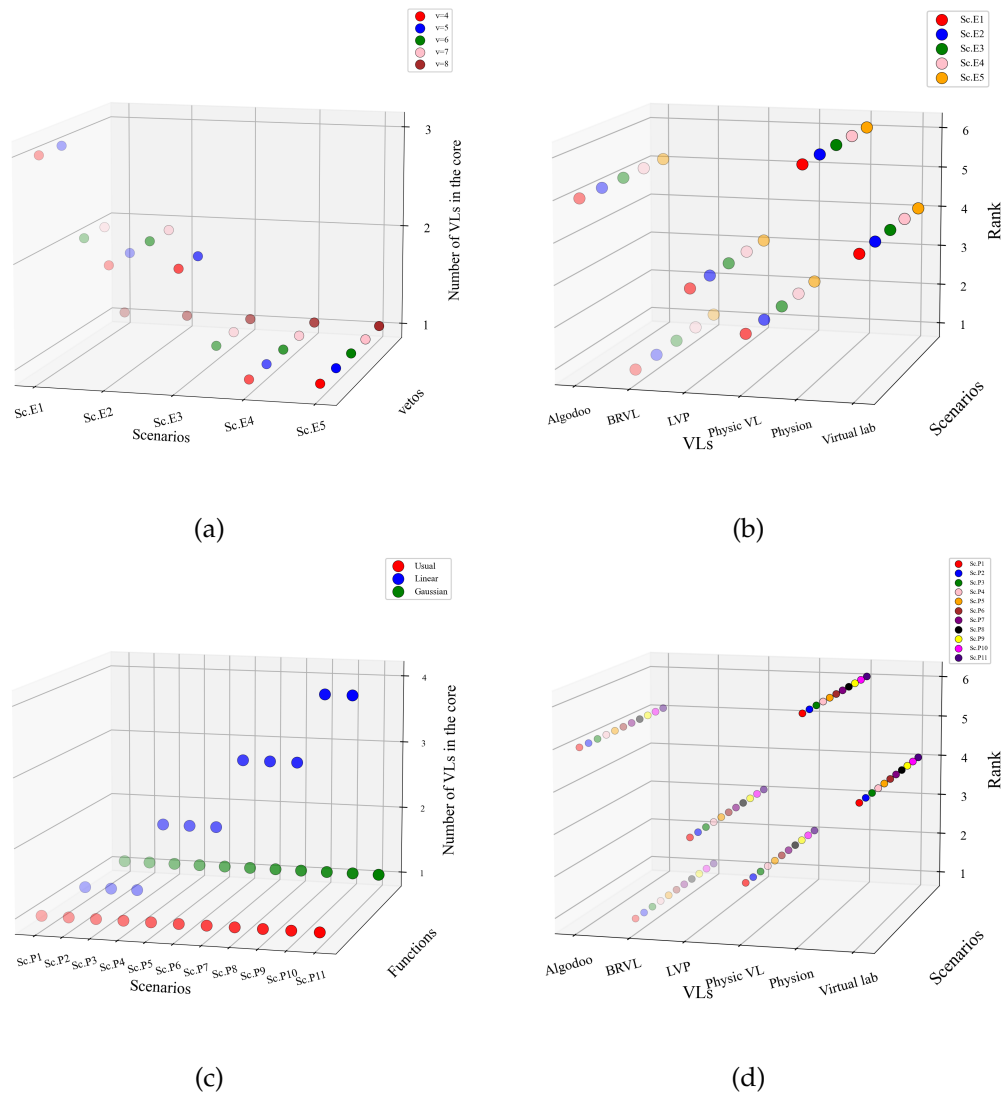 v=4
v=5
v=6
v=7
v=8
3
2
1
Number of VLs in the core
vetos
Sc.E1
Sc.E2
Sc.E3
Sc.E4
Sc.E5
Scenarios
(a)
Sc.E1
Sc.E2
Sc.E3
Sc.E4
Sc.E5
6
5
4
3
2
1
Rank
Scenarios
Algodoo
BRVL
LVP
Physic VL
Physion
Virtual lab
VLs
(b)
Usual
Linear
Gaussian
4
3
2
1
Number of VLs in the core
Functions
Sc.P1
Sc.P2
Sc.P3
Sc.P4
Sc.P5
Sc.P6
Sc.P7
Sc.P8
Sc.P9
Sc.P10
Sc.P11
Scenarios
(c)
Sc.P1
Sc.P2
Sc.P3
Sc.P4
Sc.P5
Sc.P6
Sc.P7
Sc.P8
Sc.P9
Sc.P10
Sc.P11
6
5
4
3
2
1
Rank
Scenarios
Algodoo
BRVL
LVP
Physic VL
Physion
Virtual lab
VLs
(d)